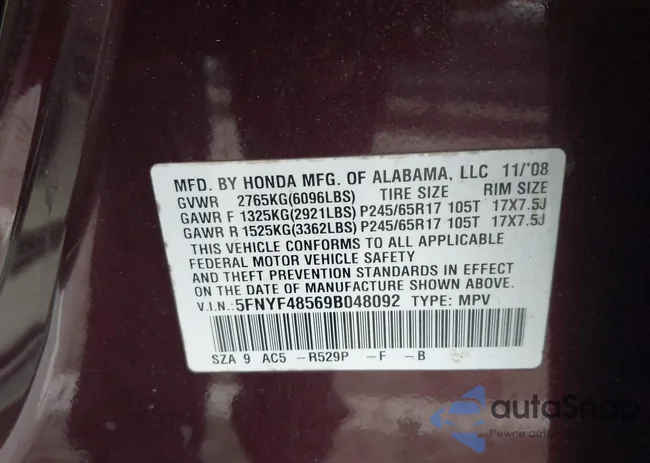 MFD. BY HONDA MFG. OF ALABAMA, LLC 11/'08
GVWR 2765KG(6096LBS) TIRE SIZE RIM SIZE
GAWR F 1325KG(2921LBS) P245/65R17 105T 17X7.5J
GAWR R 1525KG(3362LBS) P245/65R17 105T 17X7.5J
THIS VEHICLE CONFORMS TO ALL APPLICABLE
FEDERAL MOTOR VEHICLE SAFETY
AND THEFT PREVENTION STANDARDS IN EFFECT
ON THE DATE OF MANUFACTURE SHOWN ABOVE.
V.I.N.:5FNYF48569B048092 TYPE: MPV
SZA 9 AC5 -R529P -F -B
autoSnap
Pewne auto